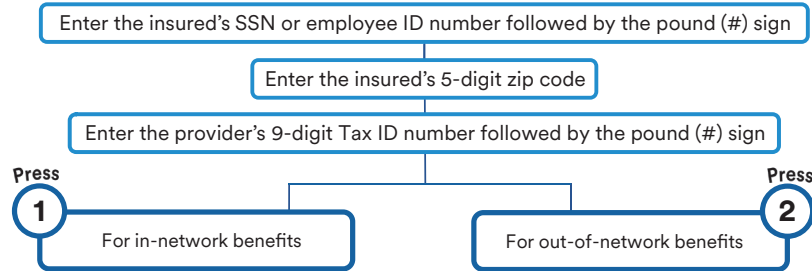 Enter the insured's SSN or employee ID number followed by the pound (#) sign
Enter the insured's 5-digit zip code
Enter the provider's 9-digit Tax ID number followed by the pound (#) sign
Press
1
For in-network benefits
Press
2
For out-of-network benefits